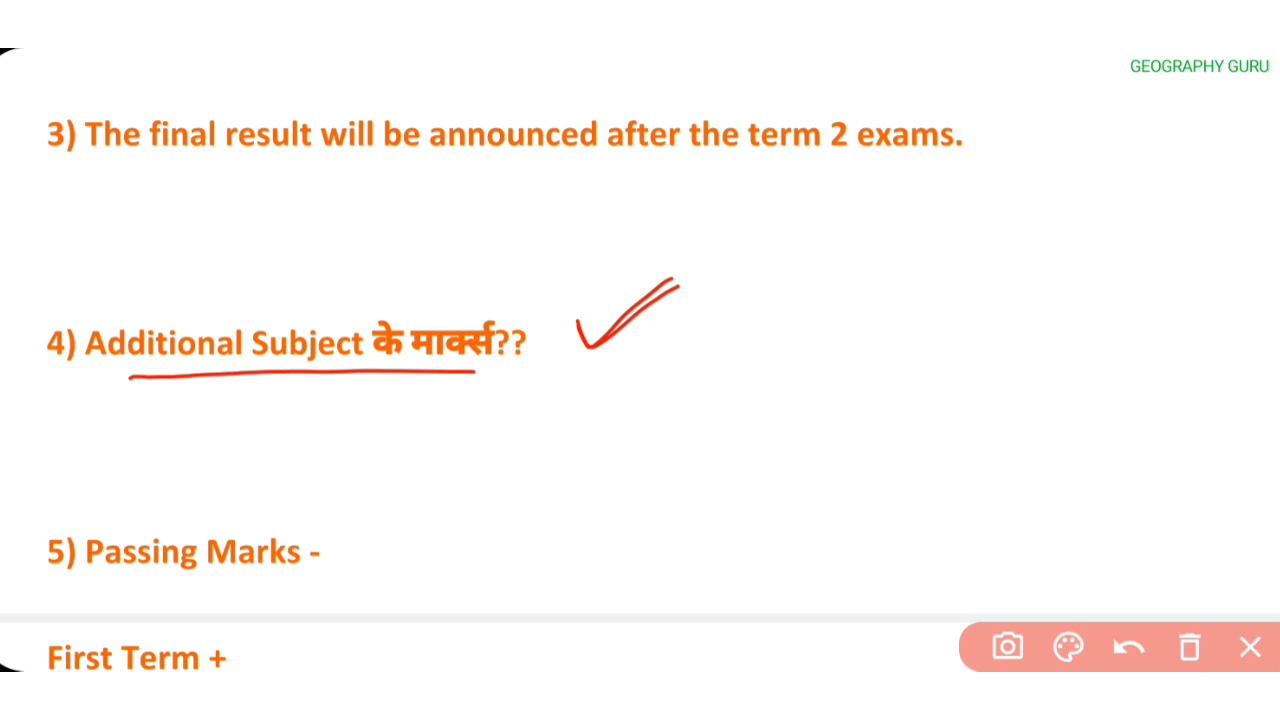 GEOGRAPHY GURU
3) The final result will be announced after the term 2 exams.
4) Additional Subject के मार्क्स??
5) Passing Marks -
First Term +